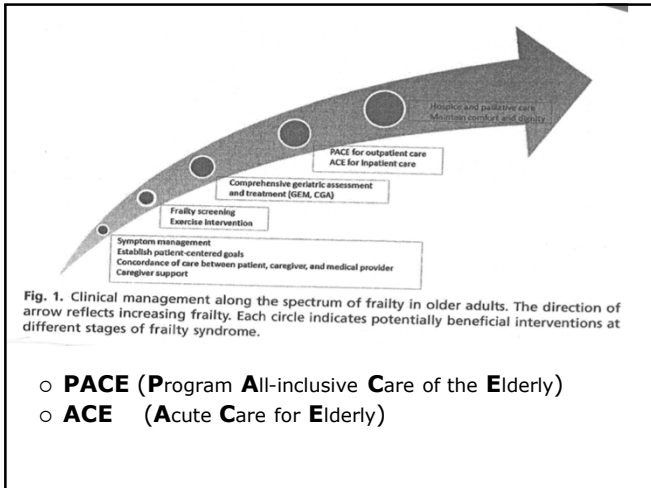 Hospice and palliative care
Maintain comfort and dignity
PACE for outpatient care
ACE for inpatient care
Comprehensive geriatric assessment
and treatment (GEM, CGA)
Frailty screening
Exercise intervention
Symptom management
Establish patient-centered goals
Concordance of care between patient, caregiver, and medical provider
Caregiver support
Fig. 1. Clinical management along the spectrum of frailty in older adults. The direction of
arrow reflects increasing frailty. Each circle indicates potentially beneficial interventions at
different stages of frailty syndrome.
○ PACE (Program All-inclusive Care of the Elderly)
○ ACE (Acute Care for Elderly)